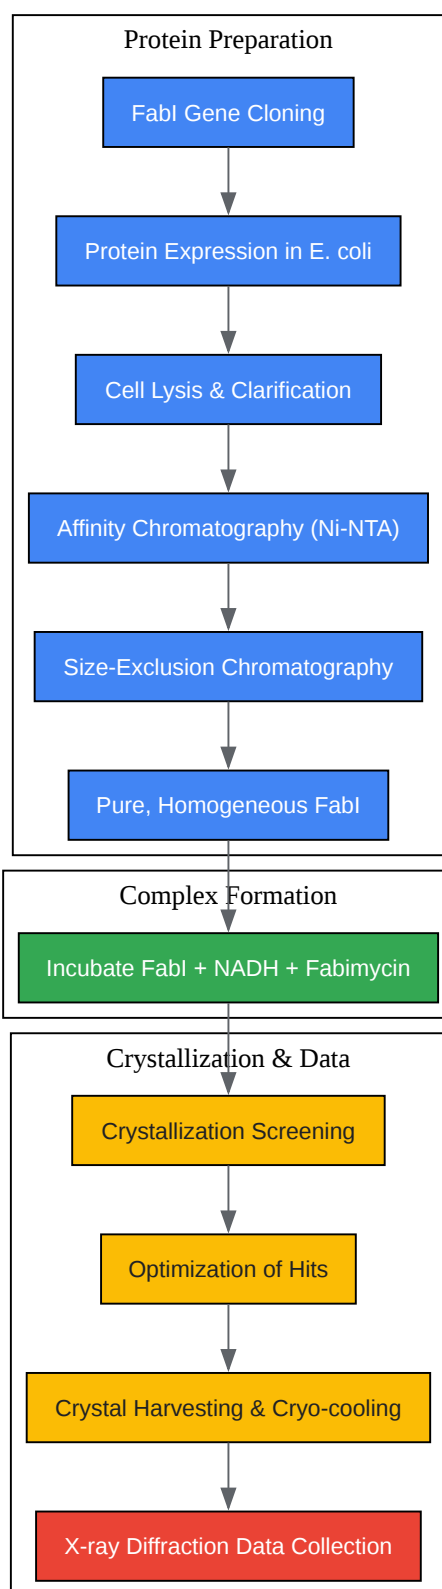 Protein Preparation
FabI Gene Cloning
Protein Expression in E. coli
Cell Lysis & Clarification
Affinity Chromatography (Ni-NTA)
Size-Exclusion Chromatography
Pure, Homogeneous FabI
Complex Formation
Incubate FabI + NADH + Fabimycin
Crystallization & Data
Crystallization Screening
Optimization of Hits
Crystal Harvesting & Cryo-cooling
X-ray Diffraction Data Collection